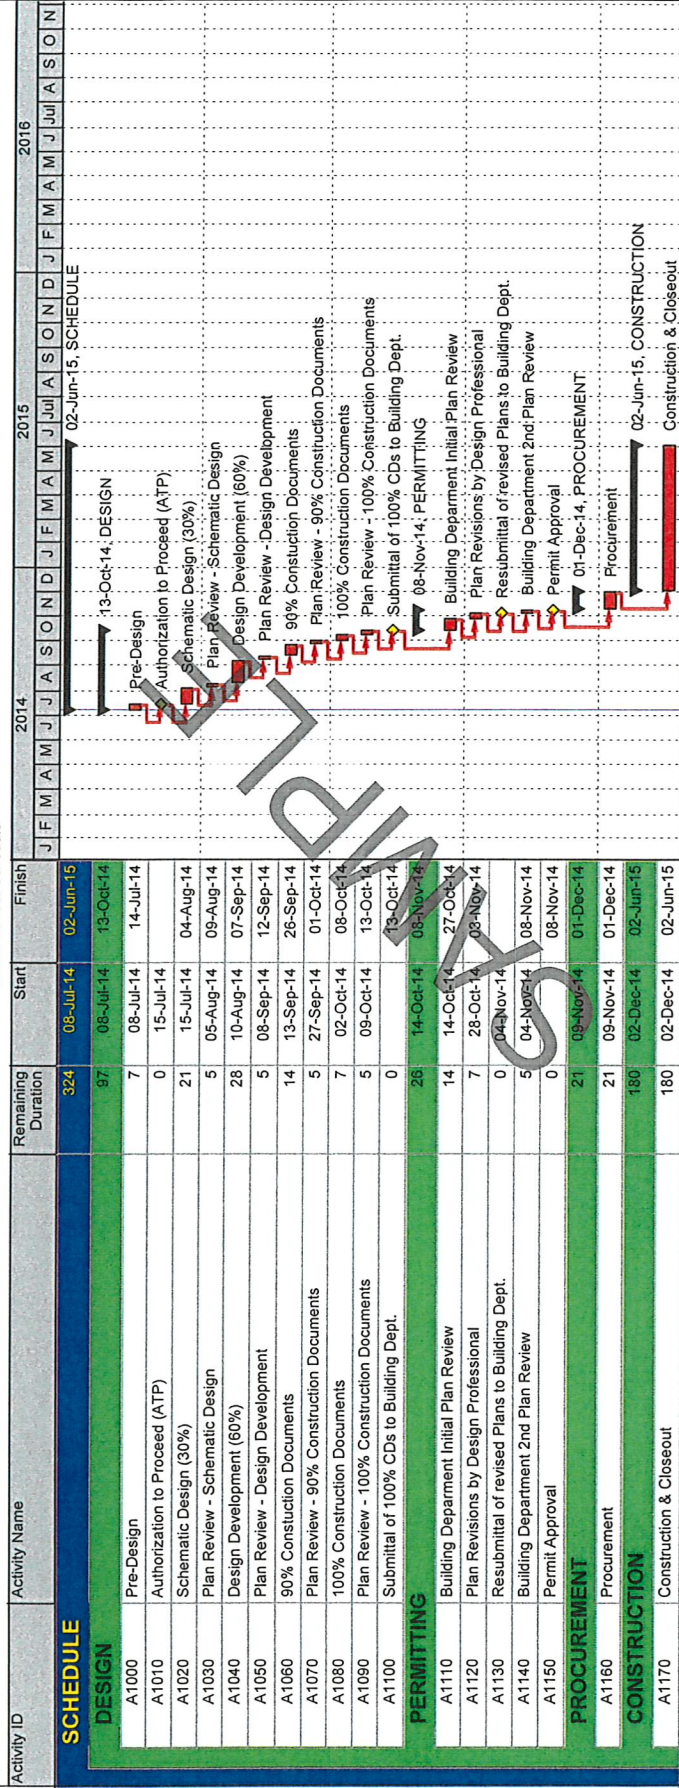 Activity ID Activity Name Remaining Duration Start Finish 2014 2015 2016
J F M A M J J A S O N D J F M A M J Jul A S O N D J F M A M J Jul A S O N
SCHEDULE 324 08-Jul-14 02-Jun-15 02-Jun-15, SCHEDULE
DESIGN 97 08-Jul-14 13-Oct-14 13-Oct-14, DESIGN
A1000 Pre-Design 7 08-Jul-14 14-Jul-14 Pre-Design
A1010 Authorization to Proceed (ATP) 0 15-Jul-14 Authorization to Proceed (ATP)
A1020 Schematic Design (30%) 21 15-Jul-14 04-Aug-14 Schematic Design (30%)
A1030 Plan Review - Schematic Design 5 05-Aug-14 09-Aug-14 Plan Review - Schematic Design
A1040 Design Development (60%) 28 10-Aug-14 07-Sep-14 Design Development (60%)
A1050 Plan Review - Design Development 5 08-Sep-14 12-Sep-14 Plan Review - Design Development
A1060 90% Constuction Documents 14 13-Sep-14 26-Sep-14 90% Constuction Documents
A1070 Plan Review - 90% Construction Documents 5 27-Sep-14 01-Oct-14 Plan Review - 90% Construction Documents
A1080 100% Construction Documents 7 02-Oct-14 08-Oct-14 100% Construction Documents
A1090 Plan Review - 100% Construction Documents 5 09-Oct-14 13-Oct-14 Plan Review - 100% Construction Documents
A1100 Submittal of 100% CDs to Building Dept. 0 13-Oct-14 Submittal of 100% CDs to Building Dept.
PERMITTING 26 14-Oct-14 08-Nov-14 08-Nov-14, PERMITTING
A1110 Building Deparment Initial Plan Review 14 14-Oct-14 27-Oct-14 Building Deparment Initial Plan Review
A1120 Plan Revisions by Design Professional 7 28-Oct-14 03-Nov-14 Plan Revisions by Design Professional
A1130 Resubmittal of revised Plans to Building Dept. 0 04-Nov-14 Resubmittal of revised Plans to Building Dept.
A1140 Building Department 2nd Plan Review 5 04-Nov-14 08-Nov-14 Building Department 2nd Plan Review
A1150 Permit Approval 0 08-Nov-14 Permit Approval
PROCUREMENT 21 09-Nov-14 01-Dec-14 01-Dec-14, PROCUREMENT
A1160 Procurement 21 09-Nov-14 01-Dec-14 Procurement
CONSTRUCTION 180 02-Dec-14 02-Jun-15 02-Jun-15, CONSTRUCTION
A1170 Construction & Closeout 180 02-Dec-14 02-Jun-15 Construction & Closeout
SAMPLE